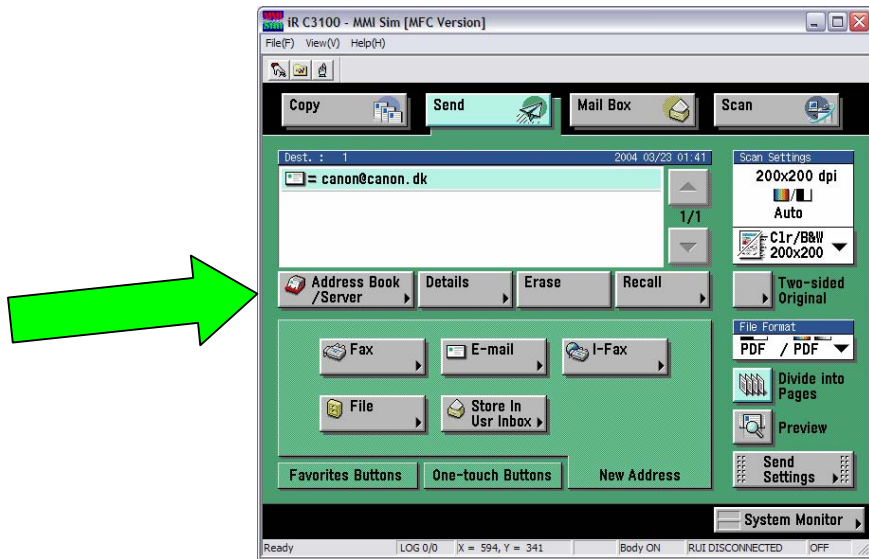 MMI Sim iR C3100 - MMI Sim [MFC Version]
File(F) View(V) Help(H)
Copy Send Mail Box Scan
Dest. : 1 2004 03/23 01:41
canon@canon.dk
1/1
Scan Settings
200x200 dpi
Auto
Clr/B&W
200x200
Address Book
/Server
Details Erase Recall
Two-sided
Original
File Format
PDF / PDF
Fax E-mail I-Fax
Divide into
Pages
File Store In
Usr Inbox
Preview
Favorites Buttons One-touch Buttons New Address
Send
Settings
System Monitor
Ready LOG 0/0 X = 594, Y = 341 Body ON RUI DISCONNECTED OFF